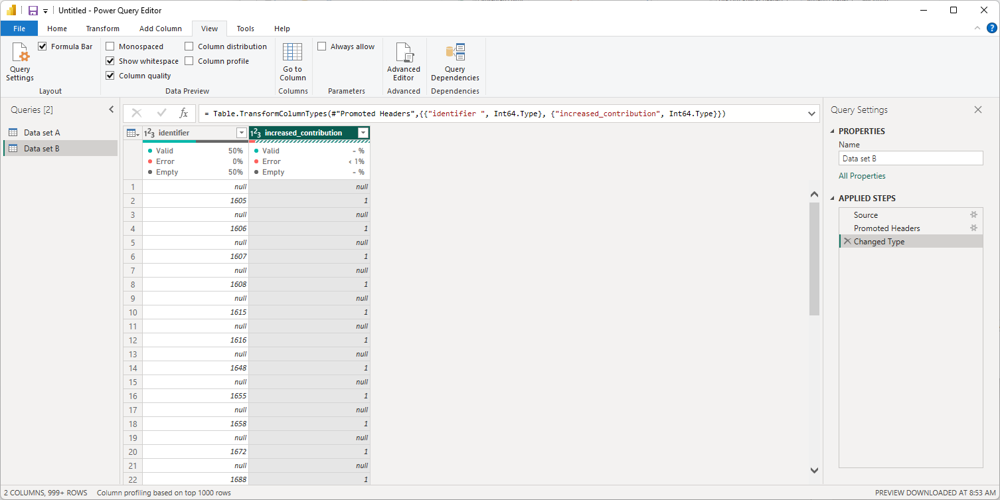 Untitled - Power Query Editor
File Home Transform Add Column View Tools Help
Query Settings
Formula Bar
Layout
Monospaced
Show whitespace
Column quality
Column distribution
Column profile
Data Preview
Go to Column
Columns
Always allow
Parameters
Advanced Editor
Advanced
Query Dependencies
Dependencies
Queries [2]
Data set A
Data set B
fx = Table.TransformColumnTypes(#"Promoted Headers",{{"identifier ", Int64.Type}, {"increased_contribution", Int64.Type}})
123 identifier 123 increased_contribution
Valid 50% Valid - %
Error 0% Error < 1%
Empty 50% Empty - %
1 null null
2 1605 1
3 null null
4 1606 1
5 null null
6 1607 1
7 null null
8 1608 1
9 null null
10 1615 1
11 null null
12 1616 1
13 null null
14 1648 1
15 null null
16 1655 1
17 null null
18 1658 1
19 null null
20 1672 1
21 null null
22 1688 1
Query Settings
PROPERTIES
Name
Data set B
All Properties
APPLIED STEPS
Source
Promoted Headers
Changed Type
2 COLUMNS, 999+ ROWS Column profiling based on top 1000 rows
PREVIEW DOWNLOADED AT 8:53 AM